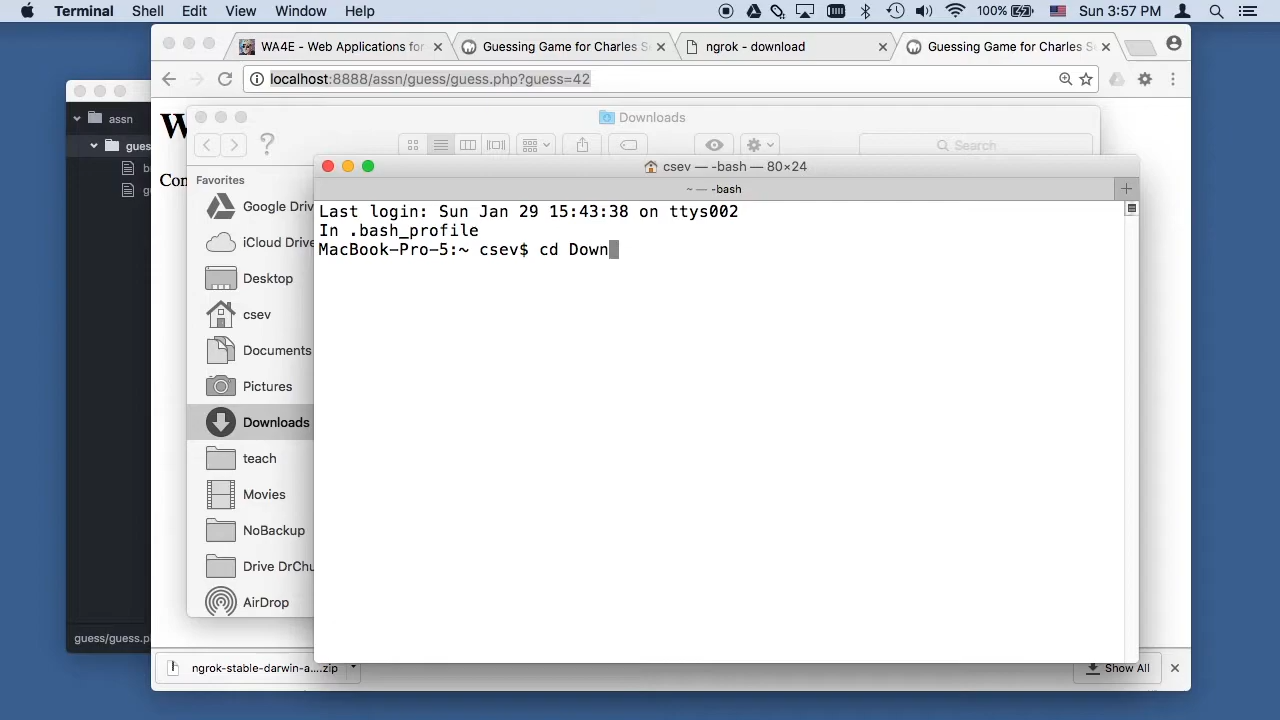 Terminal Shell Edit View Window Help 100% Sun 3:57 PM
WA4E - Web Applications for Guessing Game for Charles S ngrok - download Guessing Game for Charles S
localhost:8888/assn/guess/guess.php?guess=42
Downloads
assn
Search
gues
csev — -bash — 80×24
Favorites
~ — -bash
Google Driv
Last login: Sun Jan 29 15:43:38 on ttys002
In .bash_profile
MacBook-Pro-5:~ csev$ cd Down
iCloud Drive
Desktop
csev
Documents
Pictures
Downloads
teach
Movies
NoBackup
Drive DrChu
AirDrop
guess/guess.p
ngrok-stable-darwin-a....zip Show All